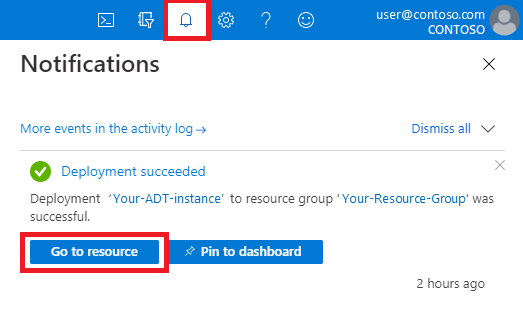 user@contoso.com
CONTOSO
Notifications
More events in the activity log →
Dismiss all
Deployment succeeded
Deployment ‘Your-ADT-instance’ to resource group 'Your-Resource-Group' was
successful.
Go to resource
Pin to dashboard
2 hours ago